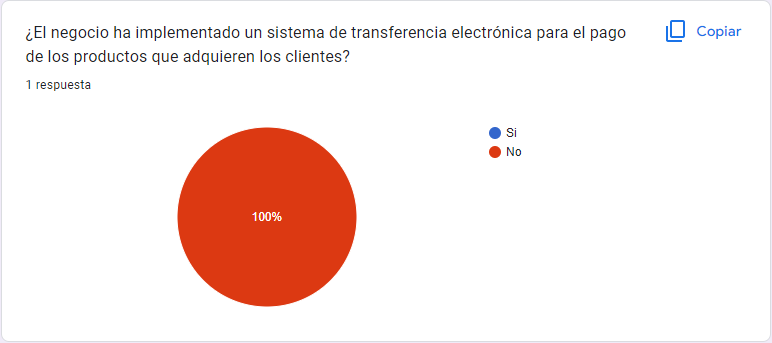 ¿El negocio ha implementado un sistema de transferencia electrónica para el pago
de los productos que adquieren los clientes?
Copiar
1 respuesta
Si
No
100%